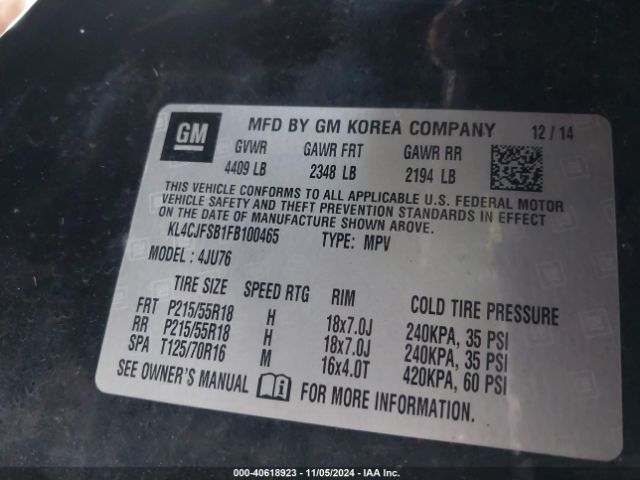 GM MFD BY GM KOREA COMPANY 12/14
GVWR GAWR FRT GAWR RR
4409 LB 2348 LB 2194 LB
THIS VEHICLE CONFORMS TO ALL APPLICABLE U.S. FEDERAL MOTOR
VEHICLE SAFETY AND THEFT PREVENTION STANDARDS IN EFFECT
ON THE DATE OF MANUFACTURE SHOWN ABOVE.
KL4CJFSB1FB100465 TYPE: MPV
MODEL : 4JU76
TIRE SIZE SPEED RTG RIM COLD TIRE PRESSURE
FRT P215/55R18 H 18x7.0J 240KPA, 35 PSI
RR P215/55R18 H 18x7.0J 240KPA, 35 PSI
SPA T125/70R16 M 16x4.0T 420KPA, 60 PSI
SEE OWNER'S MANUAL i FOR MORE INFORMATION.
000-40618923 - 11/05/2024 - IAA Inc.